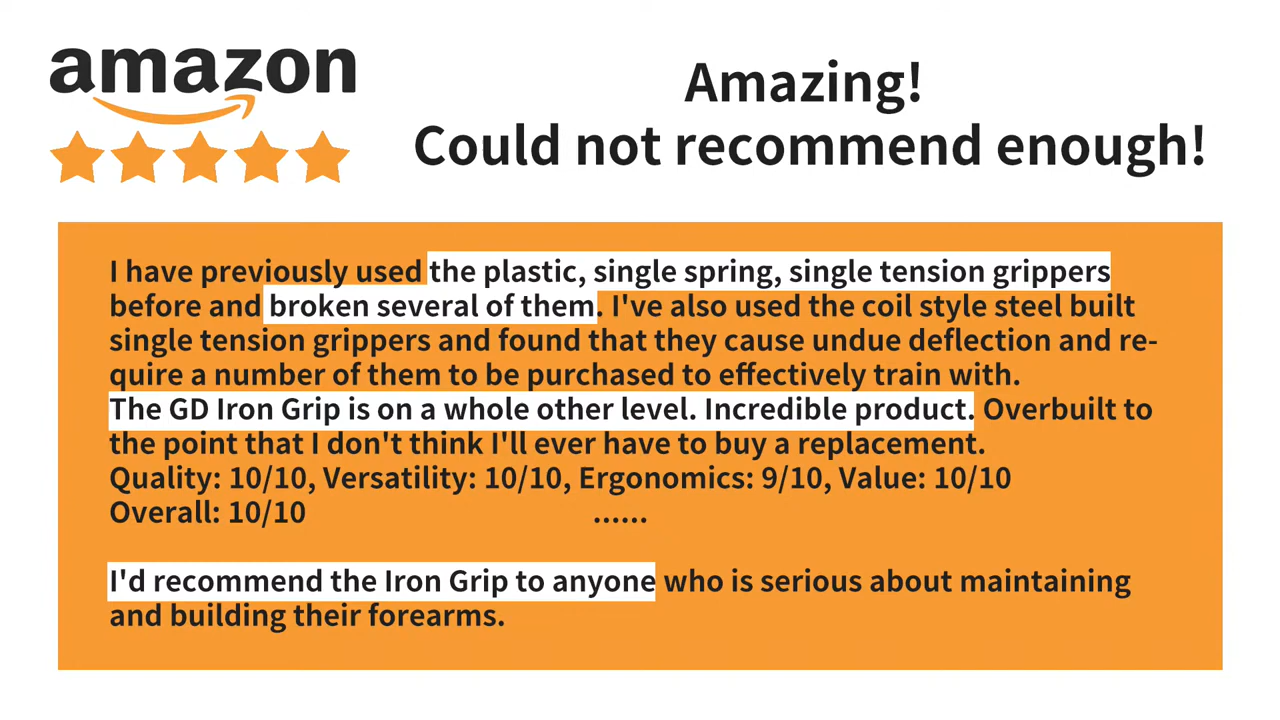 amazon
Amazing!
Could not recommend enough!
I have previously used the plastic, single spring, single tension grippers
before and broken several of them. I've also used the coil style steel built
single tension grippers and found that they cause undue deflection and re-
quire a number of them to be purchased to effectively train with.
The GD Iron Grip is on a whole other level. Incredible product. Overbuilt to
the point that I don't think I'll ever have to buy a replacement.
Quality: 10/10, Versatility: 10/10, Ergonomics: 9/10, Value: 10/10
Overall: 10/10 ......
I'd recommend the Iron Grip to anyone who is serious about maintaining
and building their forearms.